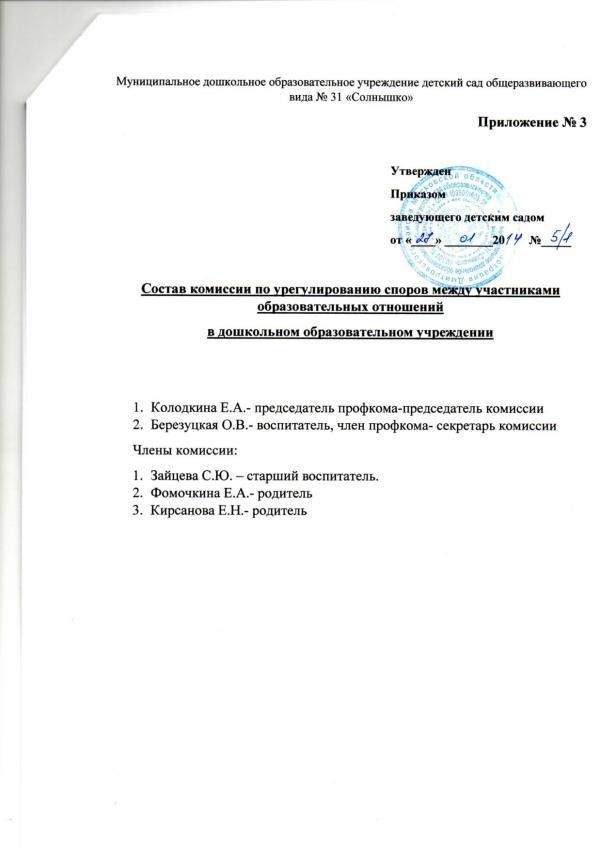 Муниципальное дошкольное образовательное учреждение детский сад общеразвивающего
вида № 31 «Солнышко»
Приложение № 3
Утвержден
Приказом
заведующего детским садом
от «28» 01 2014 № 5/1
Состав комиссии по урегулированию споров между участниками
образовательных отношений
в дошкольном образовательном учреждении
1. Колодкина Е.А.- председатель профкома-председатель комиссии
2. Березуцкая О.В.- воспитатель, член профкома- секретарь комиссии
Члены комиссии:
1. Зайцева С.Ю. – старший воспитатель.
2. Фомочкина Е.А.- родитель
3. Кирсанова Е.Н.- родитель